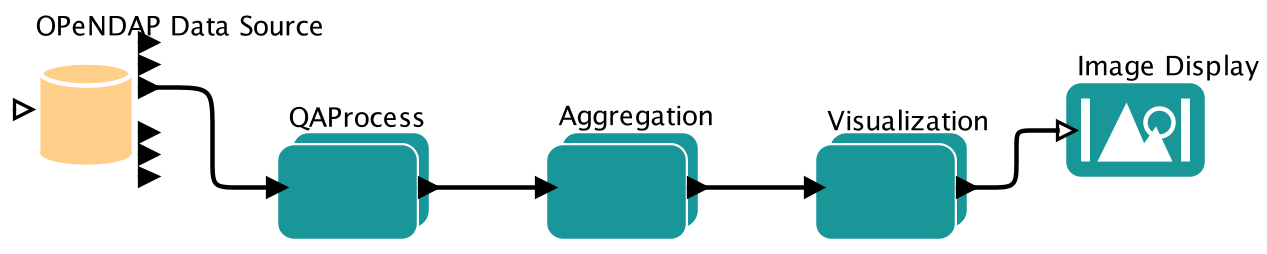 OPeNDAP Data Source
Image Display
QAProcess
Aggregation
Visualization